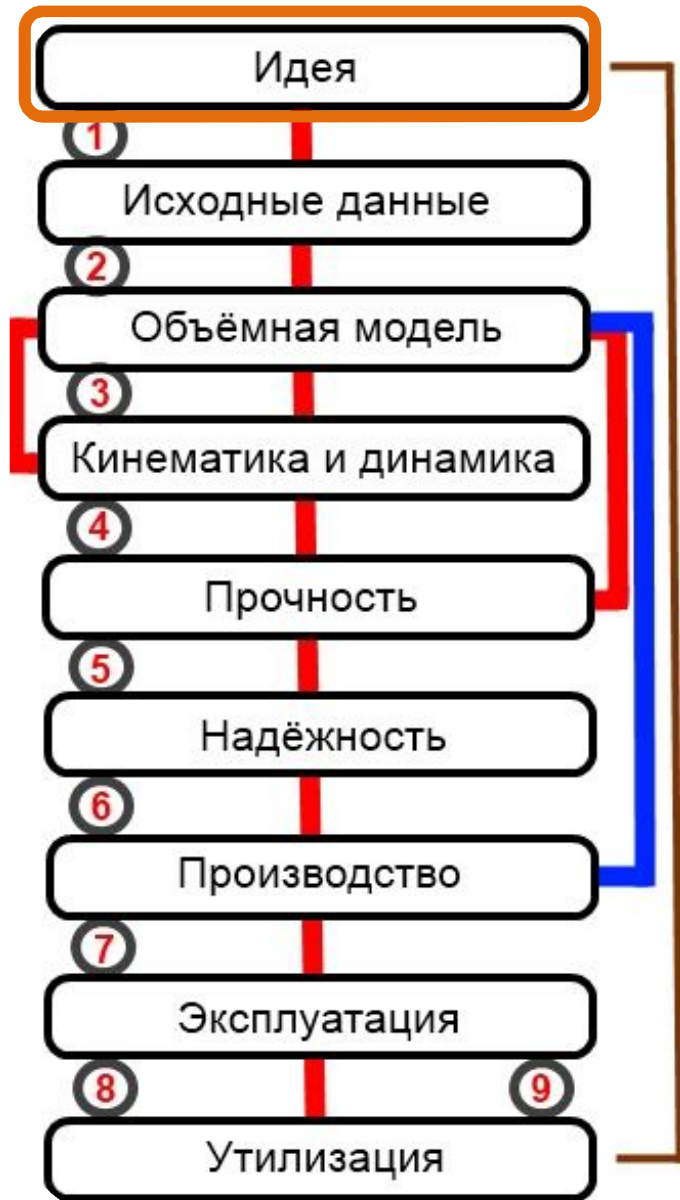 Идея
1
Исходные данные
2
Объёмная модель
3
Кинематика и динамика
4
Прочность
5
Надёжность
6
Производство
7
Эксплуатация
8 9
Утилизация